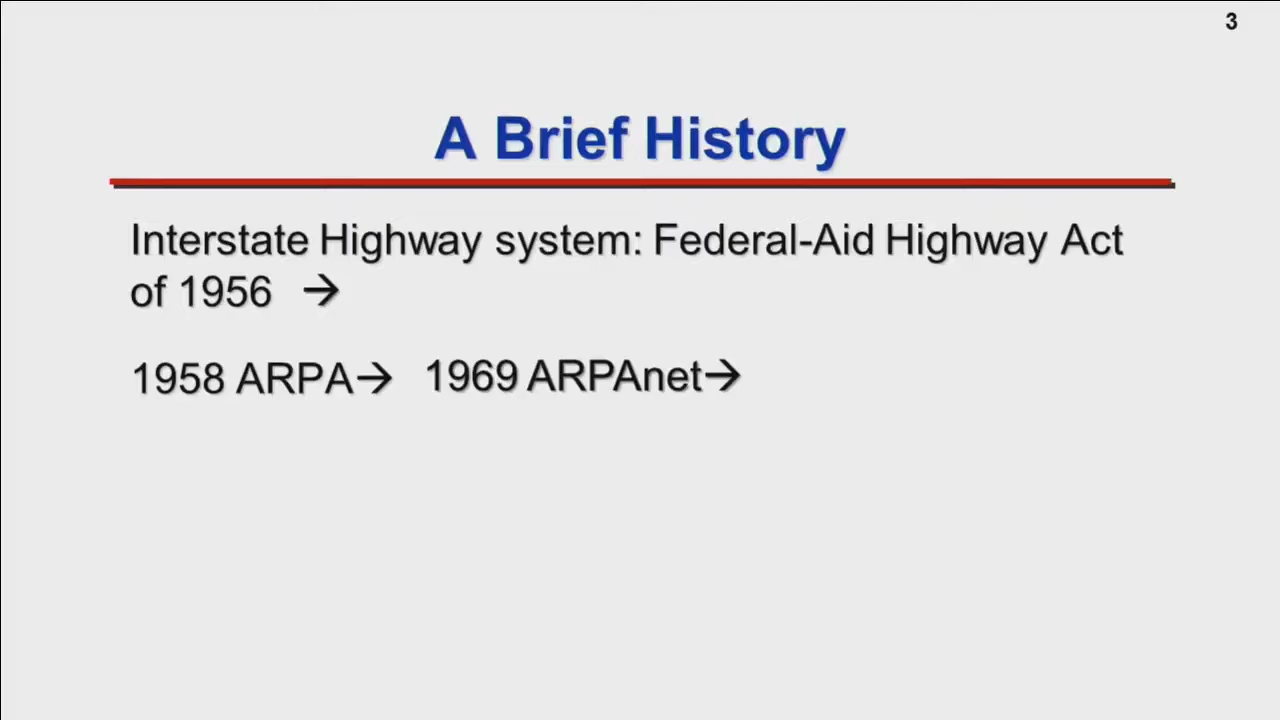 3
A Brief History
Interstate Highway system: Federal-Aid Highway Act
of 1956 →
1958 ARPA→ 1969 ARPAnet→